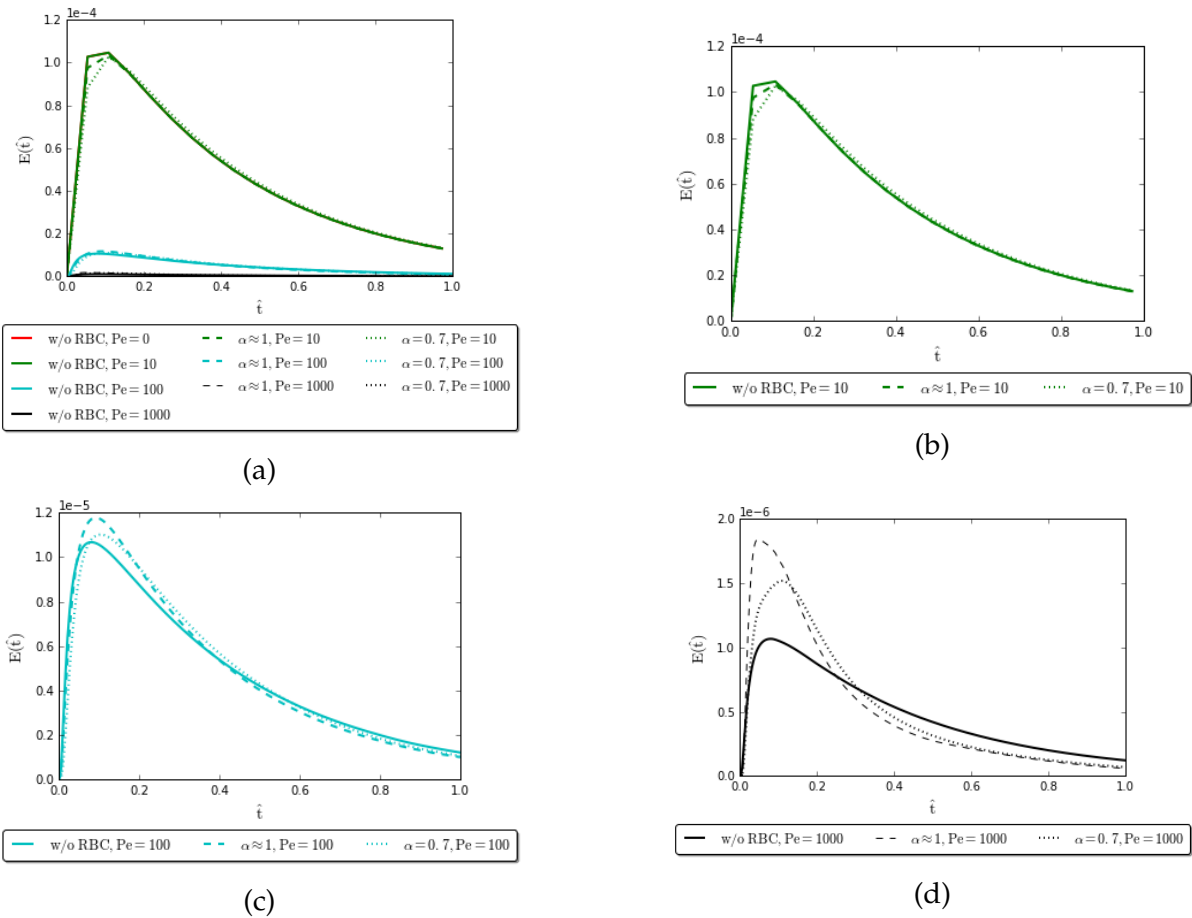 1e−4
1.2
1.0
0.8
0.6
0.4
0.2
0.0
E(t̂)
0.0 0.2 0.4 0.6 0.8 1.0
t̂
w/o RBC, Pe = 0
w/o RBC, Pe = 10
w/o RBC, Pe = 100
w/o RBC, Pe = 1000
α ≈ 1, Pe = 10
α ≈ 1, Pe = 100
α ≈ 1, Pe = 1000
α = 0.7, Pe = 10
α = 0.7, Pe = 100
α = 0.7, Pe = 1000
(a)
1e−4
1.2
1.0
0.8
0.6
0.4
0.2
0.0
E(t̂)
0.0 0.2 0.4 0.6 0.8 1.0
t̂
w/o RBC, Pe = 10 α ≈ 1, Pe = 10 α = 0.7, Pe = 10
(b)
1e−5
1.2
1.0
0.8
0.6
0.4
0.2
0.0
E(t̂)
0.0 0.2 0.4 0.6 0.8 1.0
t̂
w/o RBC, Pe = 100 α ≈ 1, Pe = 100 α = 0.7, Pe = 100
(c)
1e−6
2.0
1.5
1.0
0.5
0.0
E(t̂)
0.0 0.2 0.4 0.6 0.8 1.0
t̂
w/o RBC, Pe = 1000 α ≈ 1, Pe = 1000 α = 0.7, Pe = 1000
(d)